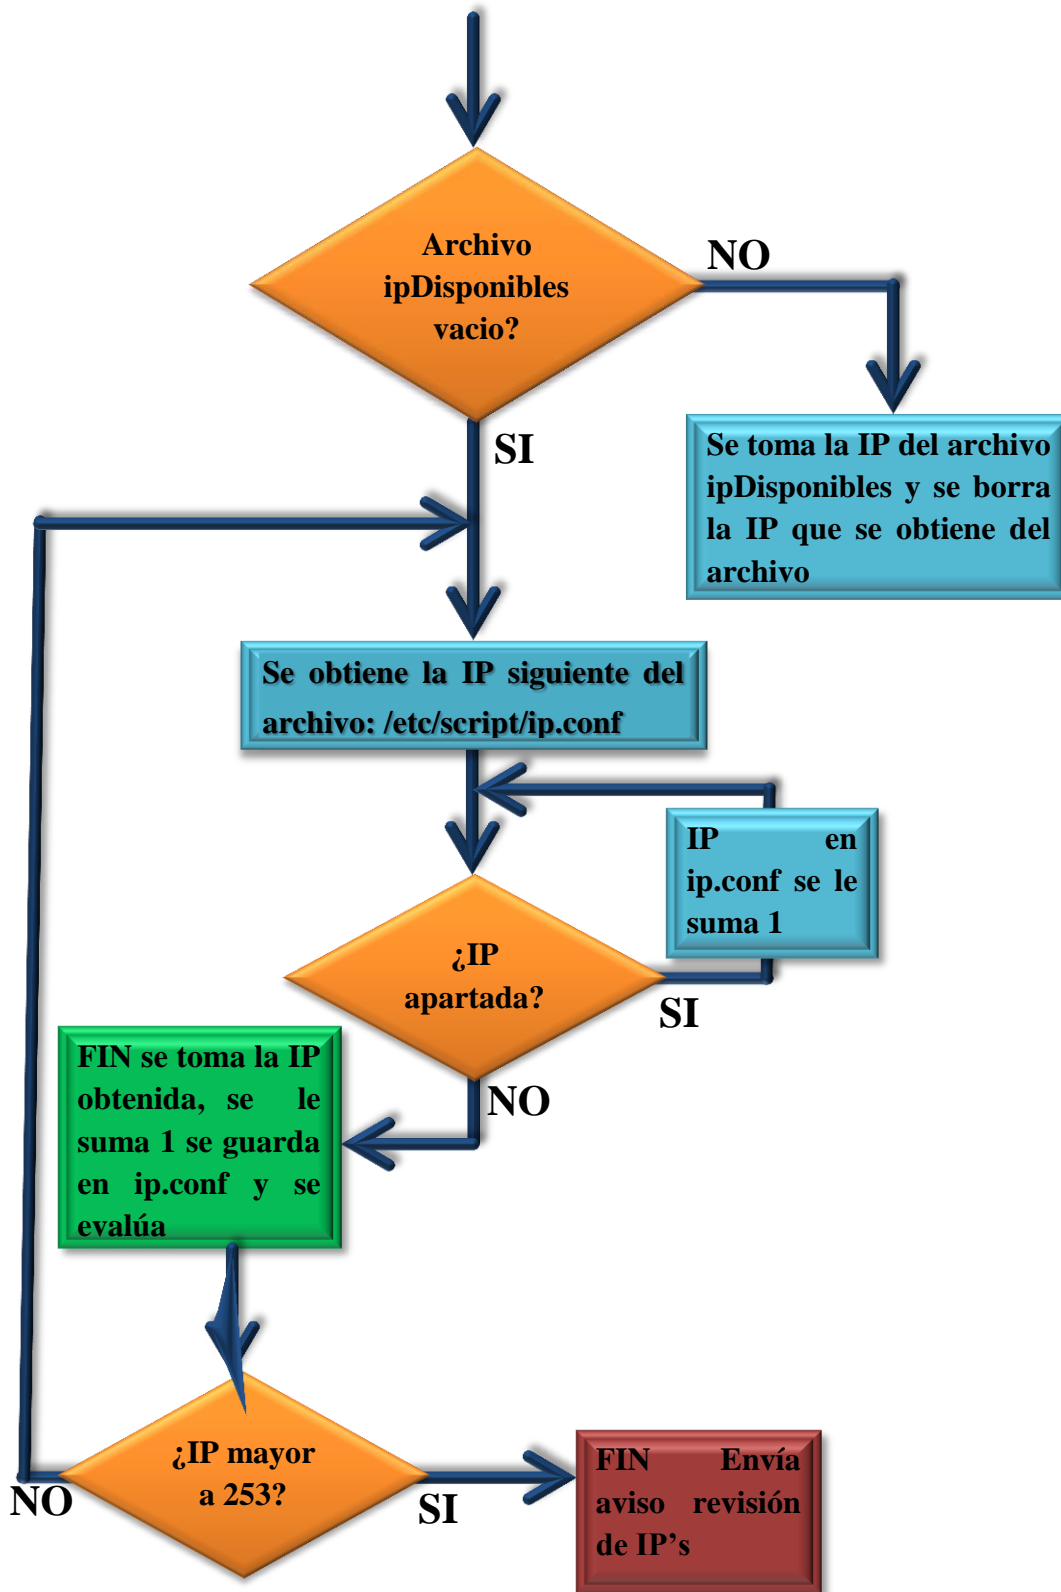 Archivo
ipDisponibles
vacio?
NO
SI
Se toma la IP del archivo
ipDisponibles y se borra
la IP que se obtiene del
archivo
Se obtiene la IP siguiente del
archivo: /etc/script/ip.conf
IP en
ip.conf se le
suma 1
¿IP
apartada?
SI
NO
FIN se toma la IP
obtenida, se le
suma 1 se guarda
en ip.conf y se
evalúa
¿IP mayor
a 253?
NO
SI
FIN Envía
aviso revisión
de IP’s